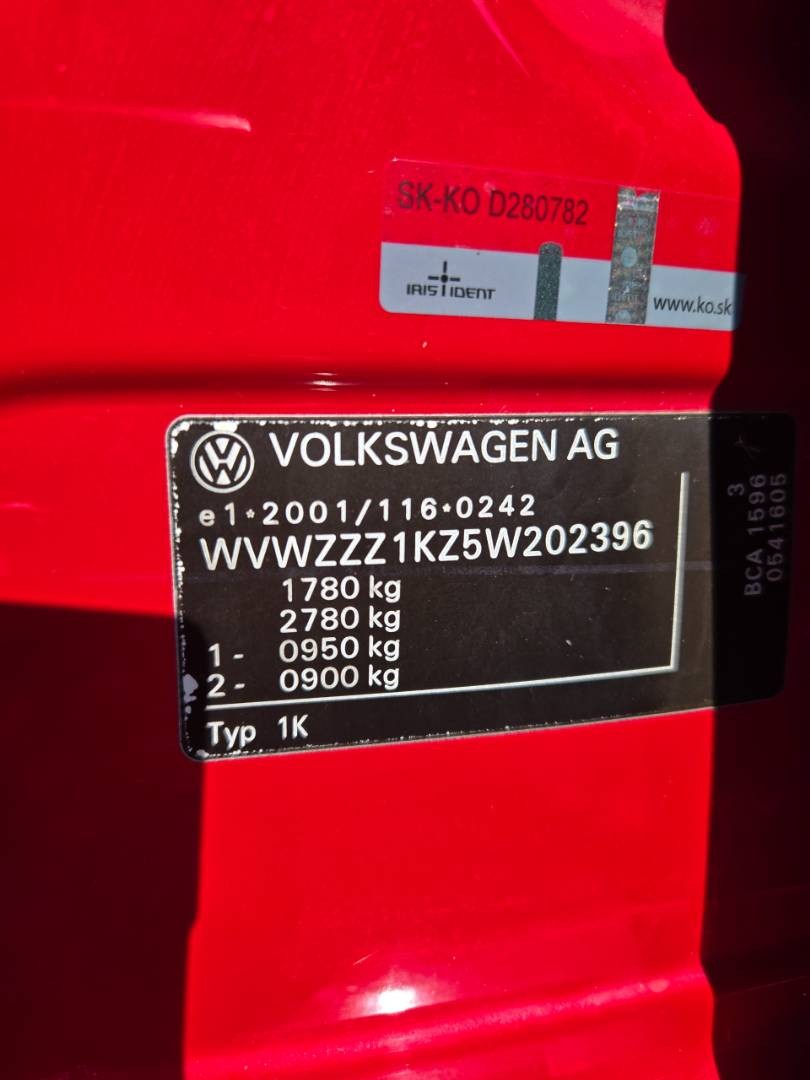 SK-KO D280782
IRIS IDENT
www.ko.sk
VOLKSWAGEN AG
e1*2001/116*0242
WVWZZZ1KZ5W202396
1780 kg
2780 kg
1- 0950 kg
2- 0900 kg
Typ 1K
3
BCA 1596
0541605